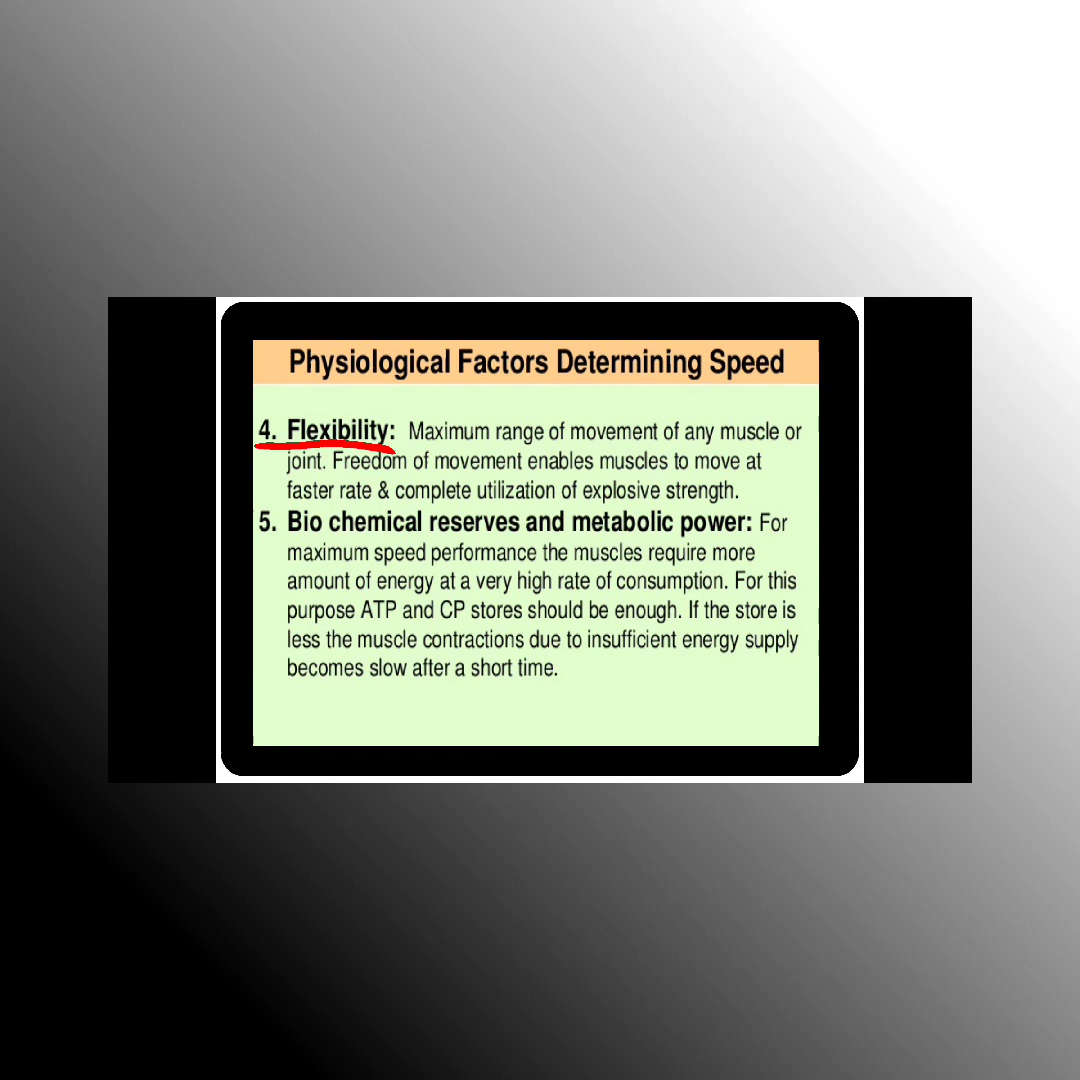 Physiological Factors Determining Speed
4. Flexibility: Maximum range of movement of any muscle or
joint. Freedom of movement enables muscles to move at
faster rate & complete utilization of explosive strength.
5. Bio chemical reserves and metabolic power: For
maximum speed performance the muscles require more
amount of energy at a very high rate of consumption. For this
purpose ATP and CP stores should be enough. If the store is
less the muscle contractions due to insufficient energy supply
becomes slow after a short time.